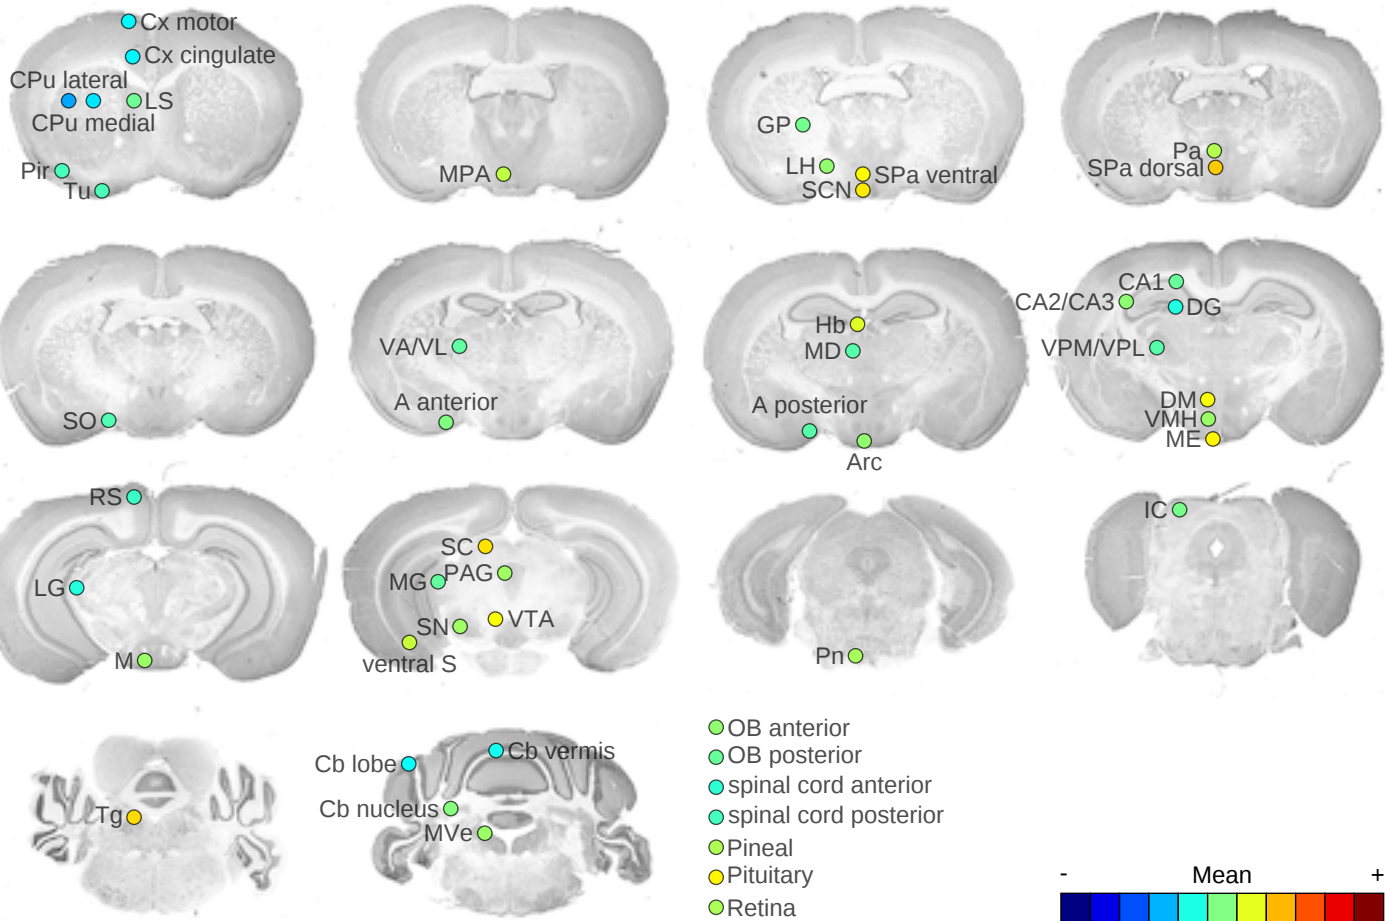 Cx motor
Cx cingulate
CPu lateral
LS
CPu medial
Pir
Tu
MPA
GP
LH
SPa ventral
SCN
Pa
SPa dorsal
SO
VA/VL
A anterior
Hb
MD
A posterior
Arc
CA1
CA2/CA3
DG
VPM/VPL
DM
VMH
ME
RS
LG
M
SC
PAG
MG
VTA
SN
ventral S
Pn
IC
Tg
Cb lobe
Cb vermis
Cb nucleus
MVe
OB anterior
OB posterior
spinal cord anterior
spinal cord posterior
Pineal
Pituitary
Retina
- Mean +